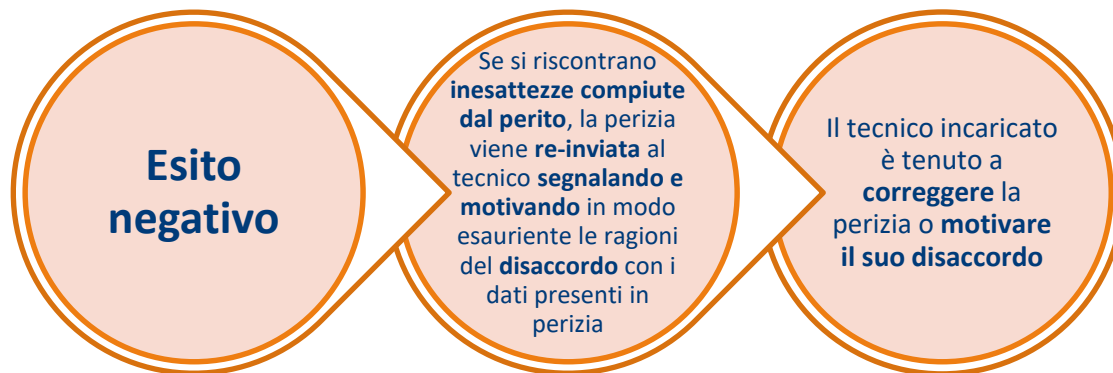 Esito
negativo
Se si riscontrano
inesattezze compiute
dal perito, la perizia
viene re-inviata al
tecnico segnalando e
motivando in modo
esauriente le ragioni
del disaccordo con i
dati presenti in
perizia
Il tecnico incaricato
è tenuto a
correggere la
perizia o motivare
il suo disaccordo